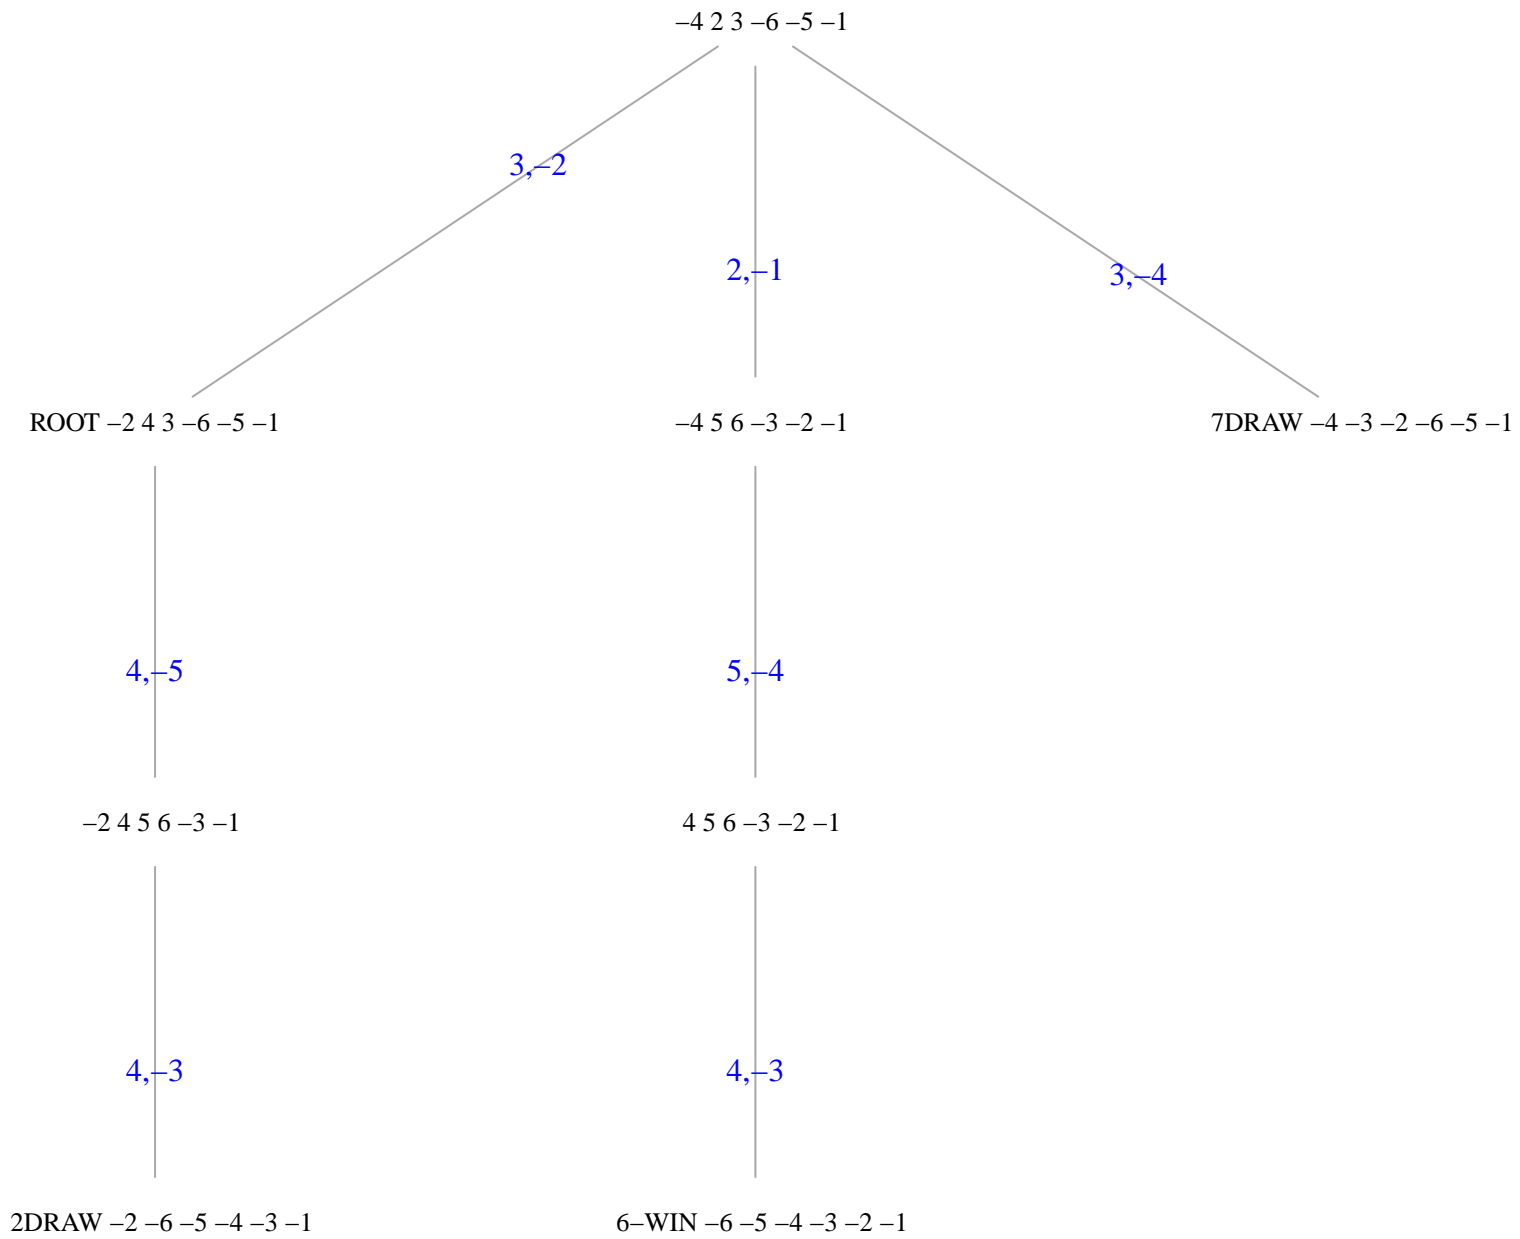 –4 2 3 –6 –5 –1
3,–2
2,–1
3,–4
ROOT –2 4 3 –6 –5 –1
–4 5 6 –3 –2 –1
7DRAW –4 –3 –2 –6 –5 –1
4,–5
5,–4
–2 4 5 6 –3 –1
4 5 6 –3 –2 –1
4,–3
4,–3
2DRAW –2 –6 –5 –4 –3 –1
6–WIN –6 –5 –4 –3 –2 –1